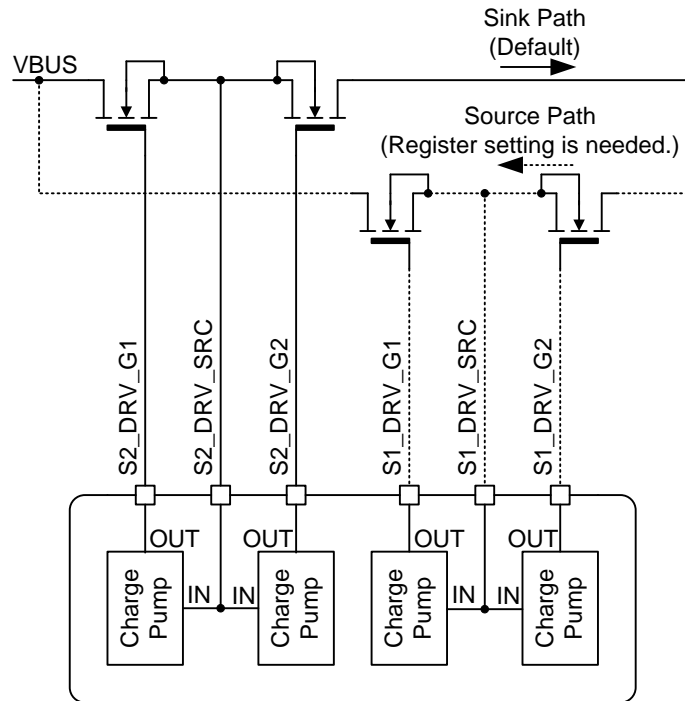 Sink Path
(Default)
VBUS
Source Path
(Register setting is needed.)
S2_DRV_G1
S2_DRV_SRC
S2_DRV_G2
S1_DRV_G1
S1_DRV_SRC
S1_DRV_G2
OUT
OUT
OUT
OUT
Charge
Pump
IN
IN
Charge
Pump
Charge
Pump
IN
IN
Charge
Pump